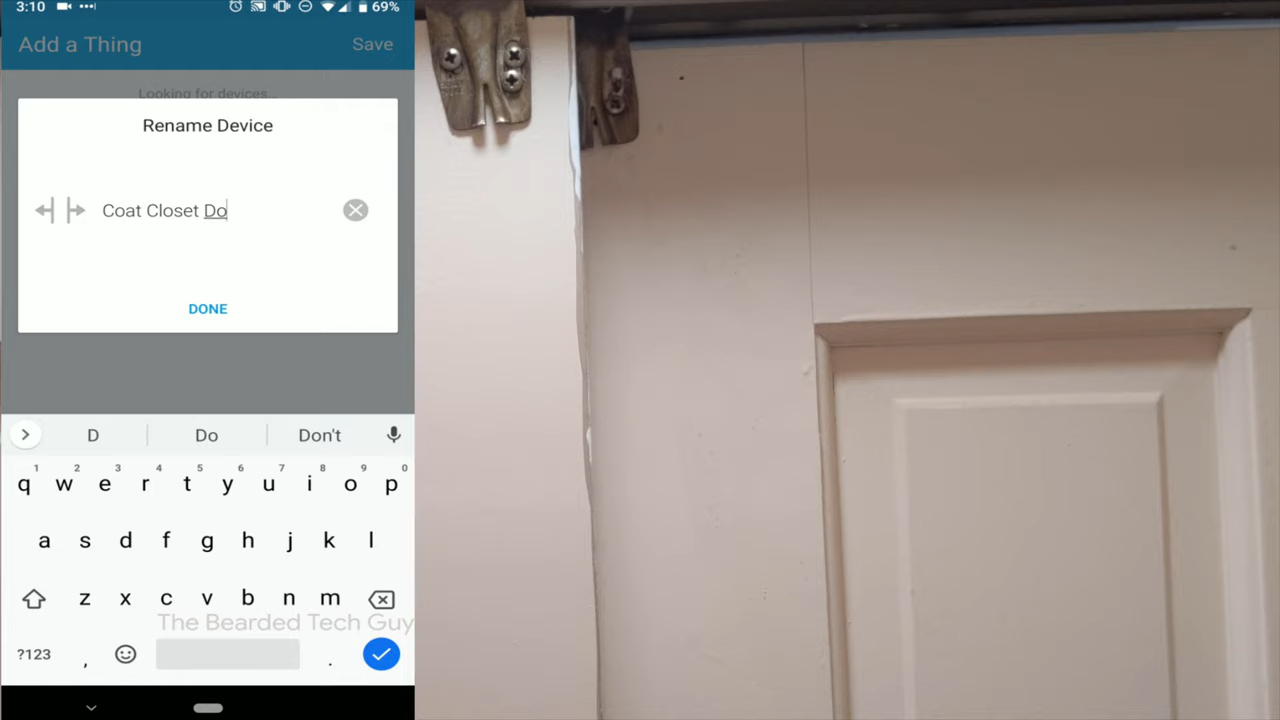 3:10
69%
Add a Thing
Save
Looking for devices...
Rename Device
Coat Closet Do
DONE
D Do Don't
1 2 3 4 5 6 7 8 9 0
q w e r t y u i o p
a s d f g h j k l
z x c v b n m
The Bearded Tech Guy
?123 , .